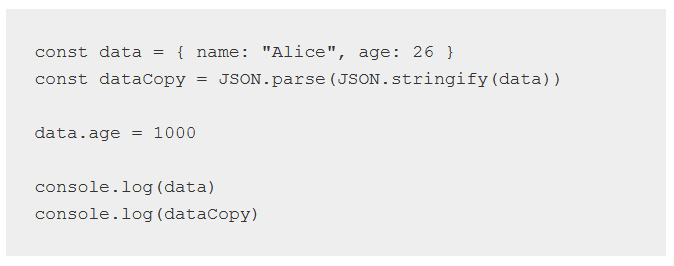 const data = { name: "Alice", age: 26 }
const dataCopy = JSON.parse(JSON.stringify(data))
data.age = 1000
console.log(data)
console.log(dataCopy)